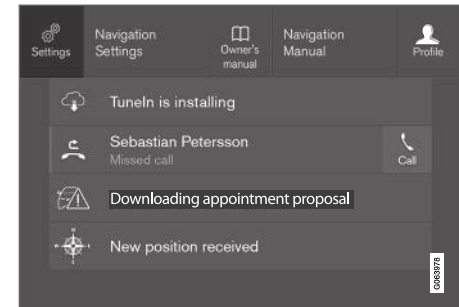 Settings
Navigation
Settings
Owner's
manual
Navigation
Manual
Profile
TuneIn is installing
Sebastian Petersson
Missed call
Call
Downloading appointment proposal
New position received
G063978